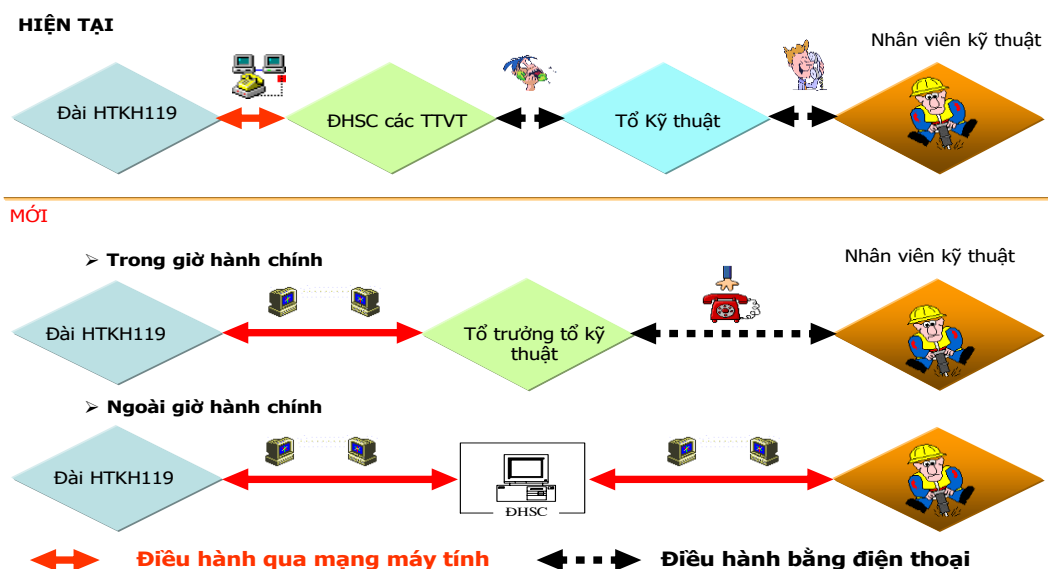 HIỆN TẠI
Nhân viên kỹ thuật
Đài HTKH119
ĐHSC các TTVT
Tổ Kỹ thuật
MỚI
➢ Trong giờ hành chính
Nhân viên kỹ thuật
Đài HTKH119
Tổ trưởng tổ kỹ
thuật
➢ Ngoài giờ hành chính
Đài HTKH119
ĐHSC
Điều hành qua mạng máy tính
Điều hành bằng điện thoại